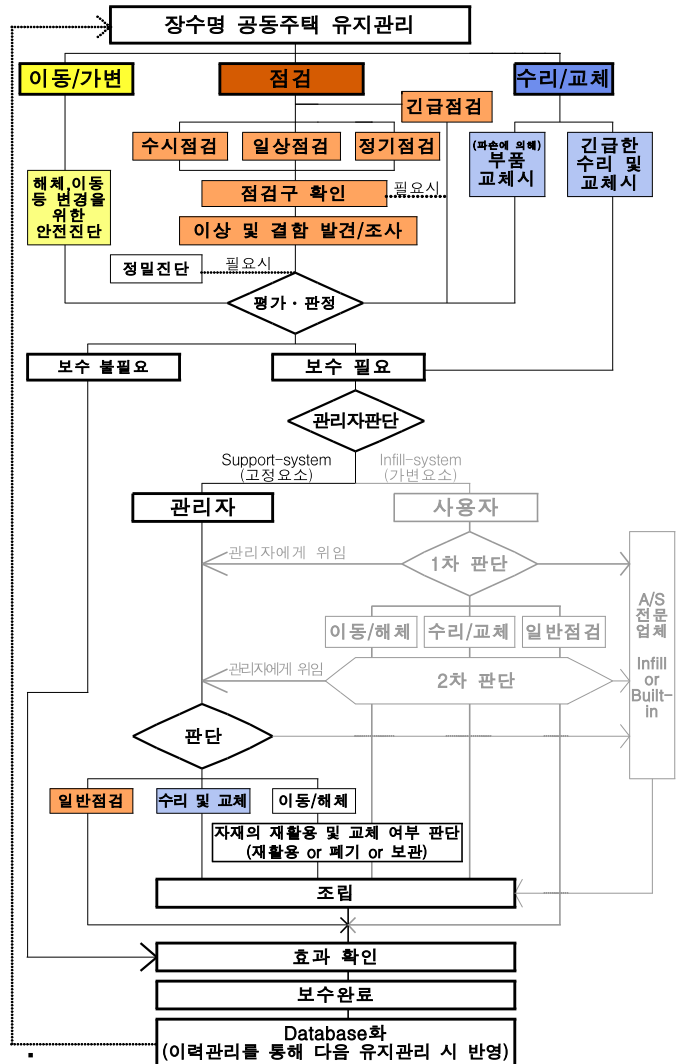 장수명 공동주택 유지관리
이동/가변
점검
수리/교체
긴급점검
수시점검
일상점검
정기점검
(파손에 의해)
부품
교체시
긴급한
수리 및
교체시
해체,이동
등 변경을
위한
안전진단
점검구 확인
필요시
이상 및 결함 발견/조사
정밀진단
필요시
평가·판정
보수 불필요
보수 필요
관리자판단
Support-system
(고정요소)
Infill-system
(가변요소)
관리자
사용자
관리자에게 위임
1차 판단
A/S
전문
업체
Infill
or
Built-
in
이동/해체
수리/교체
일반점검
관리자에게 위임
2차 판단
판단
일반점검
수리 및 교체
이동/해체
자재의 재활용 및 교체 여부 판단
(재활용 or 폐기 or 보관)
조립
효과 확인
보수완료
Database화
(이력관리를 통해 다음 유지관리 시 반영)